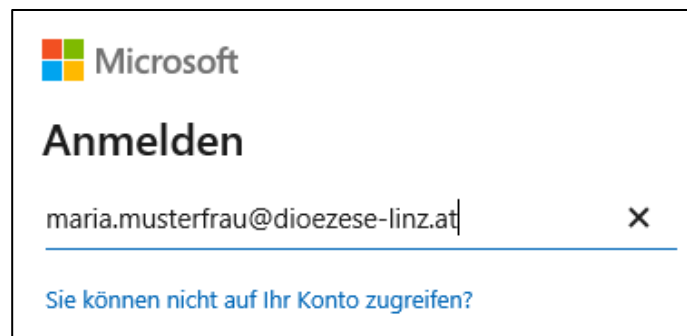 Microsoft
Anmelden
maria.musterfrau@dioezese-linz.at
Sie können nicht auf Ihr Konto zugreifen?